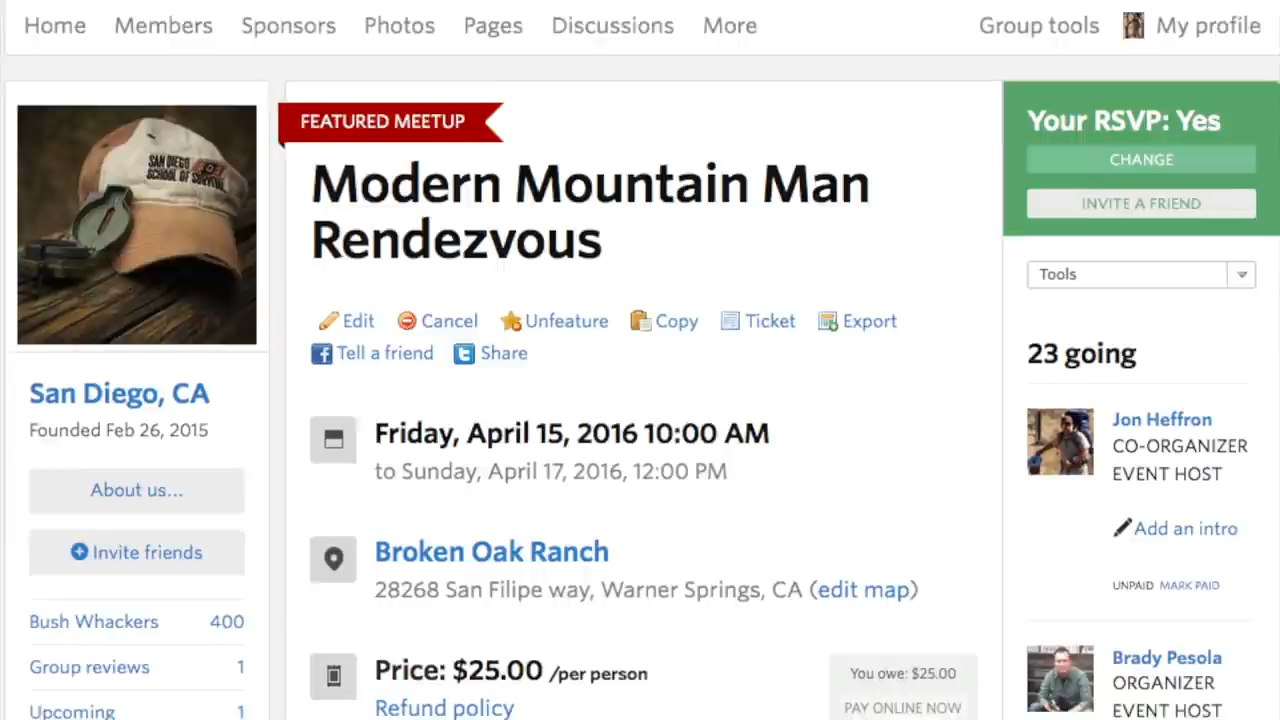 Home Members Sponsors Photos Pages Discussions More Group tools My profile
SAN DIEGO
SCHOOL OF SURVIVAL
San Diego, CA
Founded Feb 26, 2015
About us...
Invite friends
Bush Whackers 400
Group reviews 1
Upcoming 1
FEATURED MEETUP
Modern Mountain Man
Rendezvous
Edit Cancel Unfeature Copy Ticket Export
Tell a friend Share
Friday, April 15, 2016 10:00 AM
to Sunday, April 17, 2016, 12:00 PM
Broken Oak Ranch
28268 San Filipe way, Warner Springs, CA (edit map)
Price: $25.00 /per person
Refund policy
You owe: $25.00
PAY ONLINE NOW
Your RSVP: Yes
CHANGE
INVITE A FRIEND
Tools
23 going
Jon Heffron
CO-ORGANIZER
EVENT HOST
Add an intro
UNPAID MARK PAID
Brady Pesola
ORGANIZER
EVENT HOST